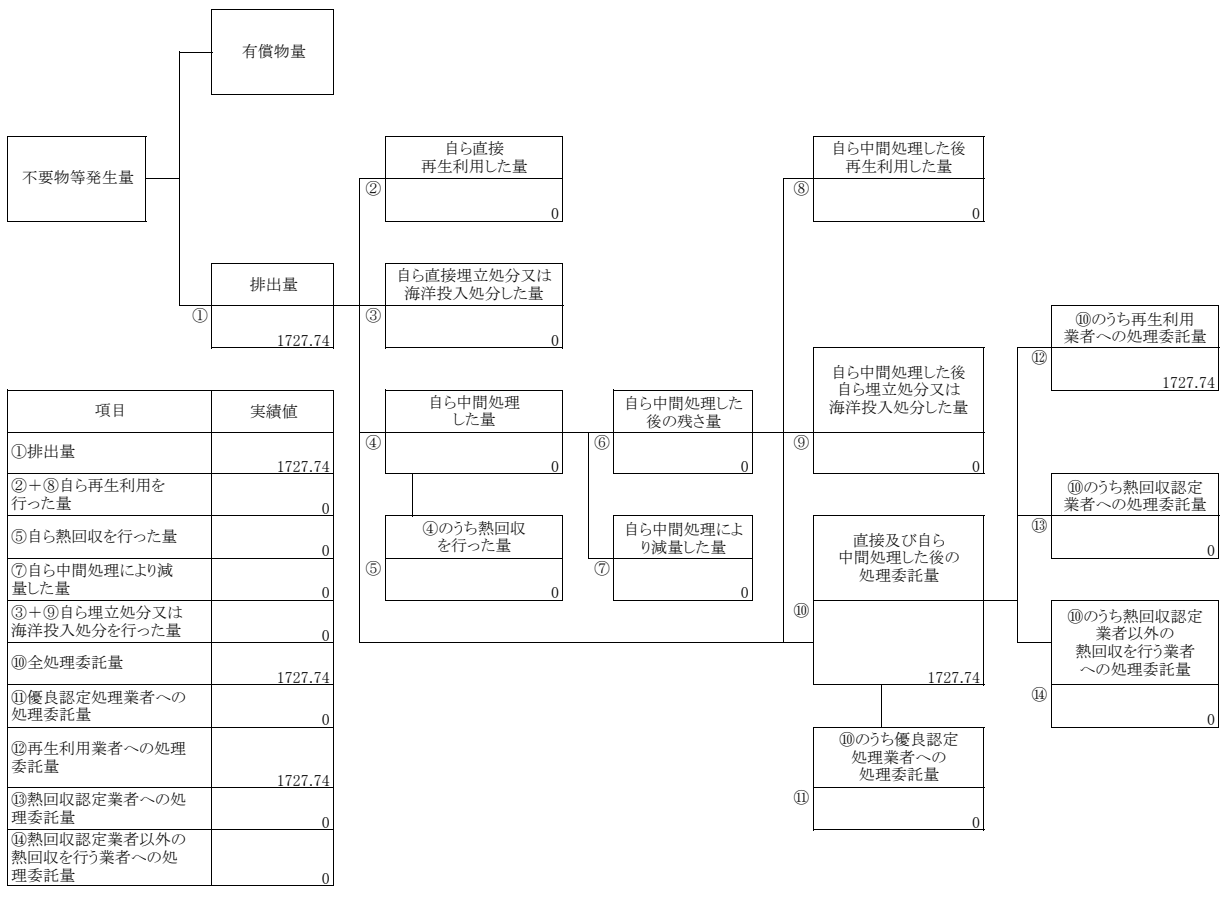 有償物量
不要物等発生量
自ら直接
再生利用した量
②
0
自ら中間処理した後
再生利用した量
⑧
0
排出量
①
1727.74
自ら直接埋立処分又は
海洋投入処分した量
③
0
自ら中間処理
した量
④
0
自ら中間処理した
後の残さ量
⑥
0
自ら中間処理した後
自ら埋立処分又は
海洋投入処分した量
⑨
0
⑩のうち再生利用
業者への処理委託量
⑫
1727.74
④のうち熱回収
を行った量
⑤
0
自ら中間処理によ
り減量した量
⑦
0
直接及び自ら
中間処理した後の
処理委託量
⑩
1727.74
⑩のうち熱回収認定
業者への処理委託量
⑬
0
⑩のうち熱回収認定
業者以外の
熱回収を行う業者
への処理委託量
⑭
0
⑩のうち優良認定
処理業者への
処理委託量
⑪
0
項目 実績値
①排出量
1727.74
②＋⑧自ら再生利用を
行った量
0
⑤自ら熱回収を行った量
0
⑦自ら中間処理により減
量した量
0
③＋⑨自ら埋立処分又は
海洋投入処分を行った量
0
⑩全処理委託量
1727.74
⑪優良認定処理業者への
処理委託量
0
⑫再生利用業者への処理
委託量
1727.74
⑬熱回収認定業者への処
理委託量
0
⑭熱回収認定業者以外の
熱回収を行う業者への処
理委託量
0